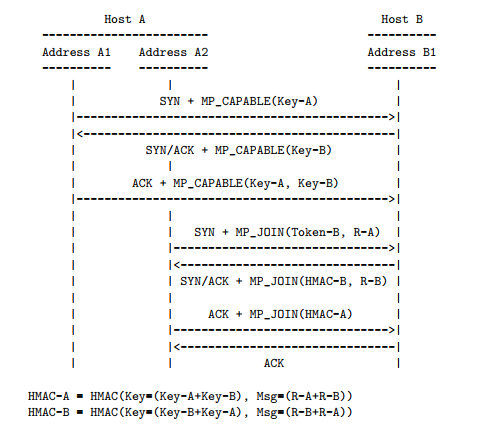 Host A Host B
Address A1 Address A2 Address B1
SYN + MP_CAPABLE(Key-A)
SYN/ACK + MP_CAPABLE(Key-B)
ACK + MP_CAPABLE(Key-A, Key-B)
SYN + MP_JOIN(Token-B, R-A)
SYN/ACK + MP_JOIN(HMAC-B, R-B)
ACK + MP_JOIN(HMAC-A)
ACK
HMAC-A = HMAC(Key=(Key-A+Key-B), Msg=(R-A+R-B))
HMAC-B = HMAC(Key=(Key-B+Key-A), Msg=(R-B+R-A))